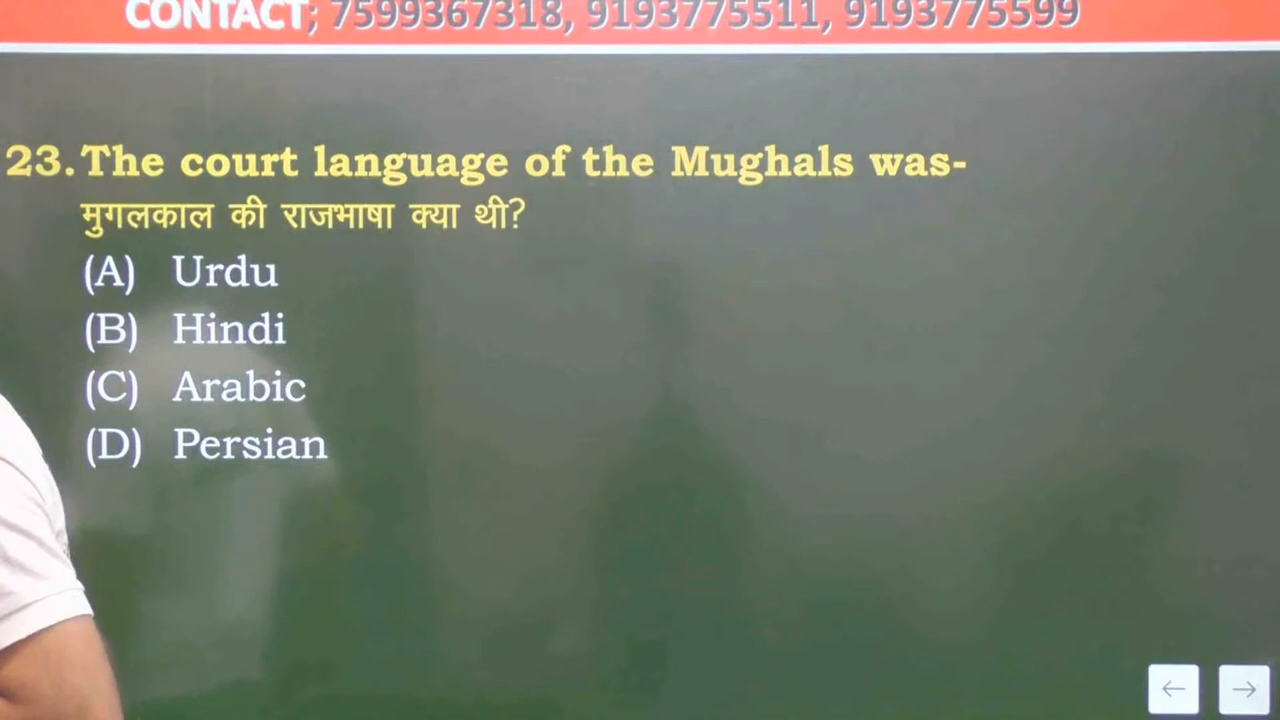 CONTACT; 7599367318, 9193775511, 9193775599
23. The court language of the Mughals was-
मुगलकाल की राजभाषा क्या थी?
(A) Urdu
(B) Hindi
(C) Arabic
(D) Persian